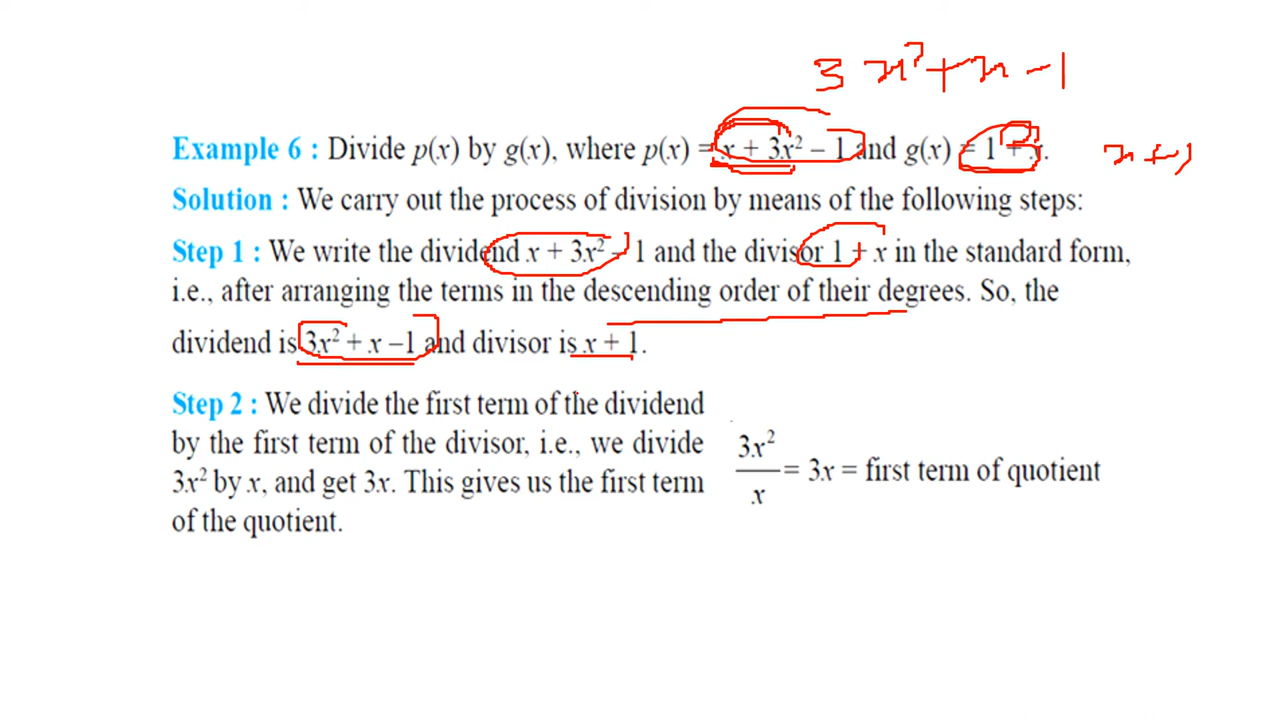 3x²+x-1
Example 6 : Divide p(x) by g(x), where p(x) = x + 3x² – 1 and g(x) = 1 + x.
x+1
Solution : We carry out the process of division by means of the following steps:
Step 1 : We write the dividend x + 3x² – 1 and the divisor 1 + x in the standard form,
i.e., after arranging the terms in the descending order of their degrees. So, the
dividend is 3x² + x –1 and divisor is x + 1.
Step 2 : We divide the first term of the dividend
by the first term of the divisor, i.e., we divide
3x² by x, and get 3x. This gives us the first term
of the quotient.
3x²
= 3x = first term of quotient
x